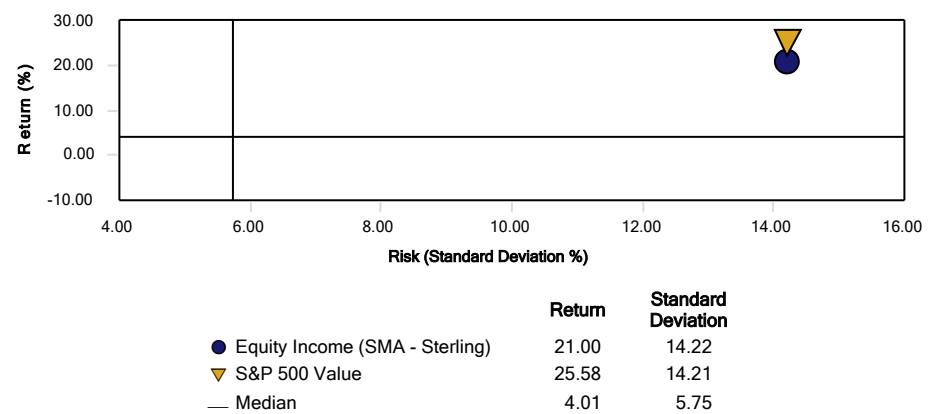 30.00
20.00
10.00
0.00
-10.00
Return (%)
4.00 6.00 8.00 10.00 12.00 14.00 16.00
Risk (Standard Deviation %)
Return Standard Deviation
Equity Income (SMA - Sterling) 21.00 14.22
S&P 500 Value 25.58 14.21
Median 4.01 5.75